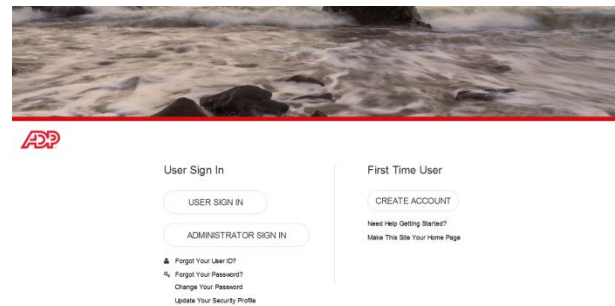 ADP
User Sign In
USER SIGN IN
ADMINISTRATOR SIGN IN
Forgot Your User ID?
Forgot Your Password?
Change Your Password
Update Your Security Profile
First Time User
CREATE ACCOUNT
Need Help Getting Started?
Make This Site Your Home Page